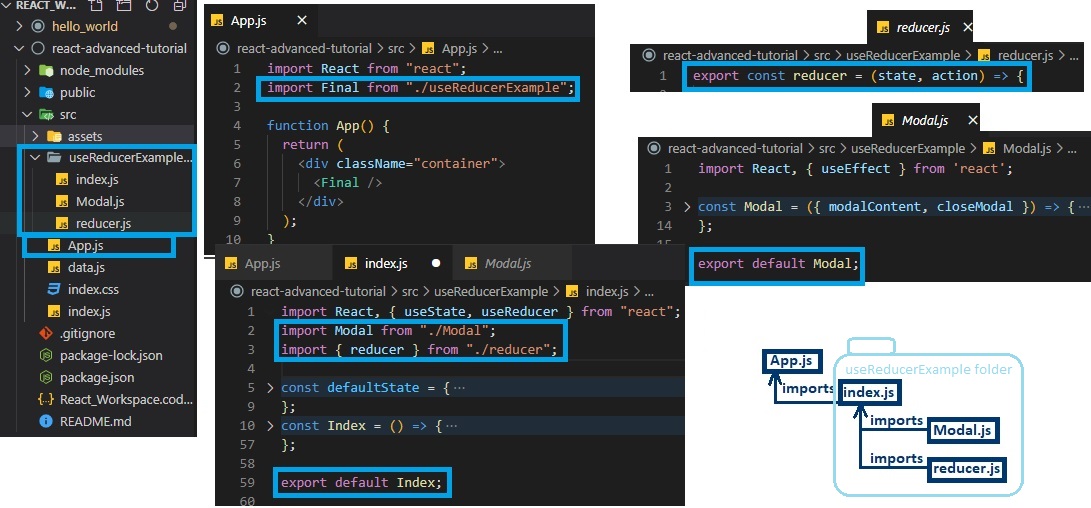 REACT_W...
hello_world
react-advanced-tutorial
node_modules
public
src
assets
useReducerExample...
index.js
Modal.js
reducer.js
App.js
data.js
index.css
index.js
.gitignore
package-lock.json
package.json
React_Workspace.cod...
README.md
App.js
react-advanced-tutorial > src > App.js > ...
1 import React from "react";
2 import Final from "./useReducerExample";
4 function App() {
5 return (
6 <div className="container">
7 <Final />
8 </div>
9 );
10 }
App.js index.js Modal.js
react-advanced-tutorial > src > useReducerExample > index.js > ...
1 import React, { useState, useReducer } from "react";
2 import Modal from "./Modal";
3 import { reducer } from "./reducer";
4
5 const defaultState = {...
9 };
10 const Index = () => {...
57 };
58
59 export default Index;
60
reducer.js
react-advanced-tutorial > src > useReducerExample > reducer.js > ...
1 export const reducer = (state, action) => {
Modal.js
react-advanced-tutorial > src > useReducerExample > Modal.js > ...
1 import React, { useEffect } from 'react';
2
3 const Modal = ({ modalContent, closeModal }) => {...
14 };
15
export default Modal;
useReducerExample folder
App.js
imports
index.js
imports
Modal.js
imports
reducer.js